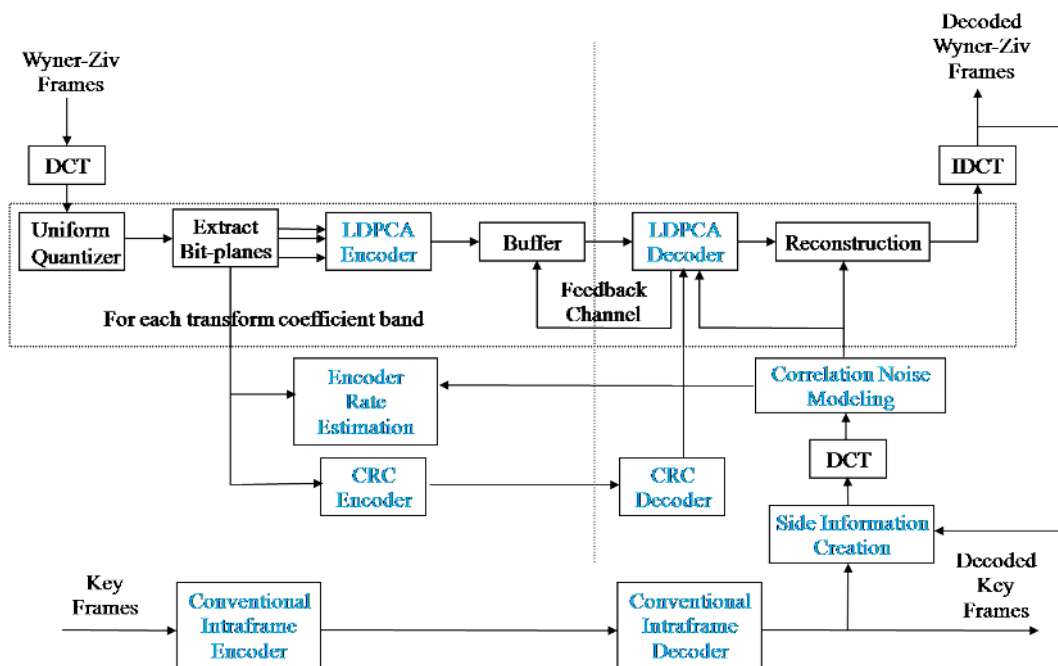 Wyner-Ziv
Frames
Decoded
Wyner-Ziv
Frames
DCT
IDCT
Uniform
Quantizer
Extract
Bit-planes
LDPCA
Encoder
Buffer
LDPCA
Decoder
Reconstruction
Feedback
Channel
For each transform coefficient band
Encoder
Rate
Estimation
Correlation Noise
Modeling
DCT
CRC
Encoder
CRC
Decoder
Side Information
Creation
Key
Frames
Conventional
Intraframe
Encoder
Conventional
Intraframe
Decoder
Decoded
Key
Frames